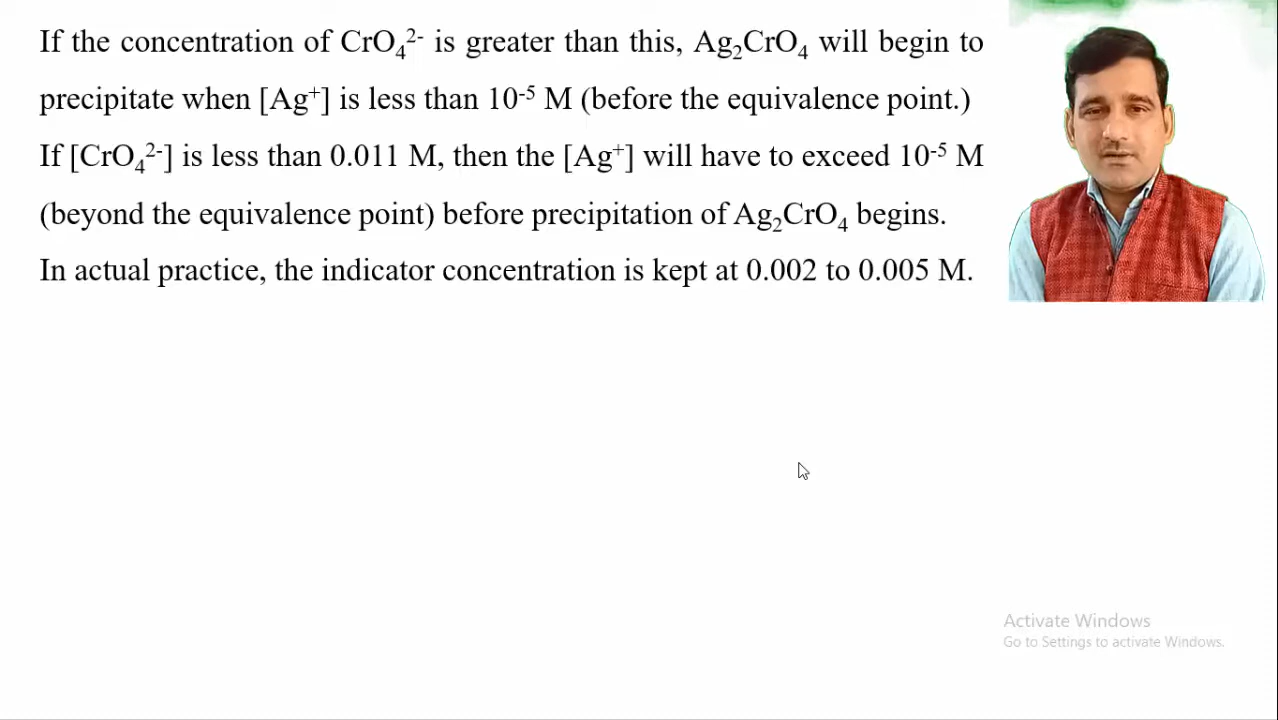 If the concentration of CrO₄²⁻ is greater than this, Ag₂CrO₄ will begin to
precipitate when [Ag⁺] is less than 10⁻⁵ M (before the equivalence point.)
If [CrO₄²⁻] is less than 0.011 M, then the [Ag⁺] will have to exceed 10⁻⁵ M
(beyond the equivalence point) before precipitation of Ag₂CrO₄ begins.
In actual practice, the indicator concentration is kept at 0.002 to 0.005 M.
Activate Windows
Go to Settings to activate Windows.